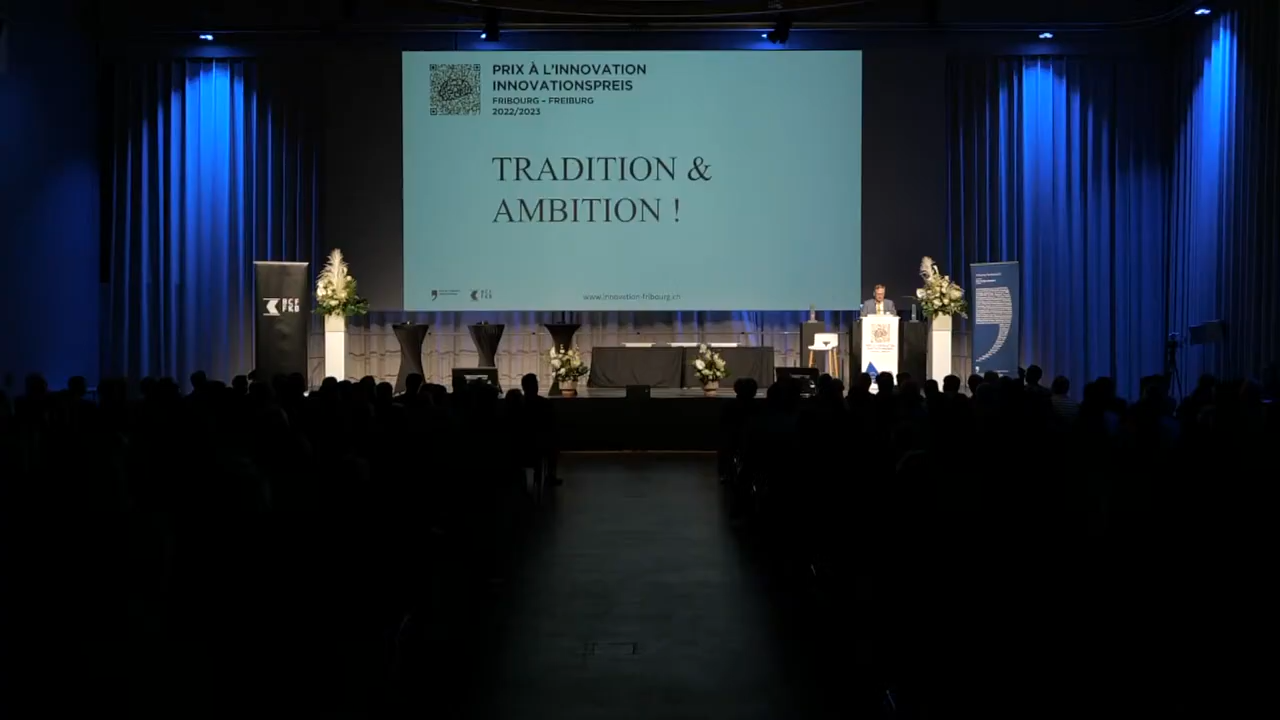 PRIX À L'INNOVATION
INNOVATIONSPREIS
FRIBOURG – FREIBURG
2022/2023
TRADITION &
AMBITION !
www.innovation-fribourg.ch